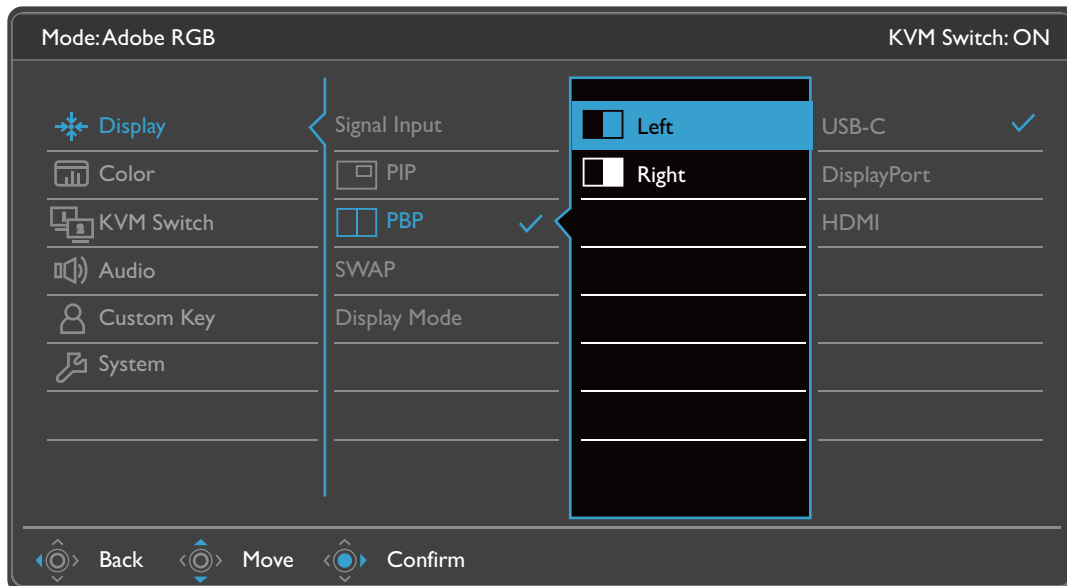 Mode: Adobe RGB
KVM Switch: ON
Display
Color
KVM Switch
Audio
Custom Key
System
Signal Input
PIP
PBP
SWAP
Display Mode
Left
Right
USB-C
DisplayPort
HDMI
Back
Move
Confirm